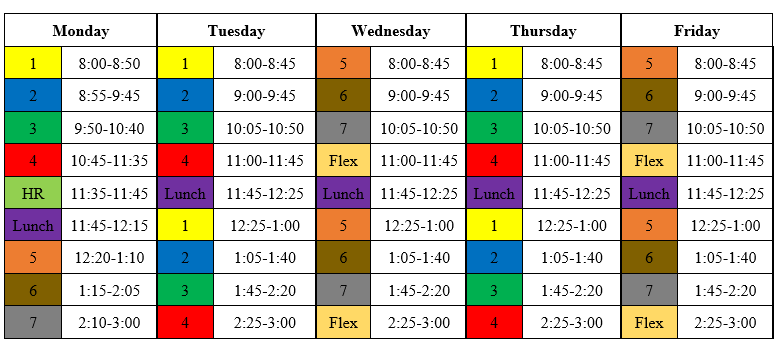 Monday Tuesday Wednesday Thursday Friday
1 8:00-8:50 1 8:00-8:45 5 8:00-8:45 1 8:00-8:45 5 8:00-8:45
2 8:55-9:45 2 9:00-9:45 6 9:00-9:45 2 9:00-9:45 6 9:00-9:45
3 9:50-10:40 3 10:05-10:50 7 10:05-10:50 3 10:05-10:50 7 10:05-10:50
4 10:45-11:35 4 11:00-11:45 Flex 11:00-11:45 4 11:00-11:45 Flex 11:00-11:45
HR 11:35-11:45 Lunch 11:45-12:25 Lunch 11:45-12:25 Lunch 11:45-12:25 Lunch 11:45-12:25
Lunch 11:45-12:15 1 12:25-1:00 5 12:25-1:00 1 12:25-1:00 5 12:25-1:00
5 12:20-1:10 2 1:05-1:40 6 1:05-1:40 2 1:05-1:40 6 1:05-1:40
6 1:15-2:05 3 1:45-2:20 7 1:45-2:20 3 1:45-2:20 7 1:45-2:20
7 2:10-3:00 4 2:25-3:00 Flex 2:25-3:00 4 2:25-3:00 Flex 2:25-3:00